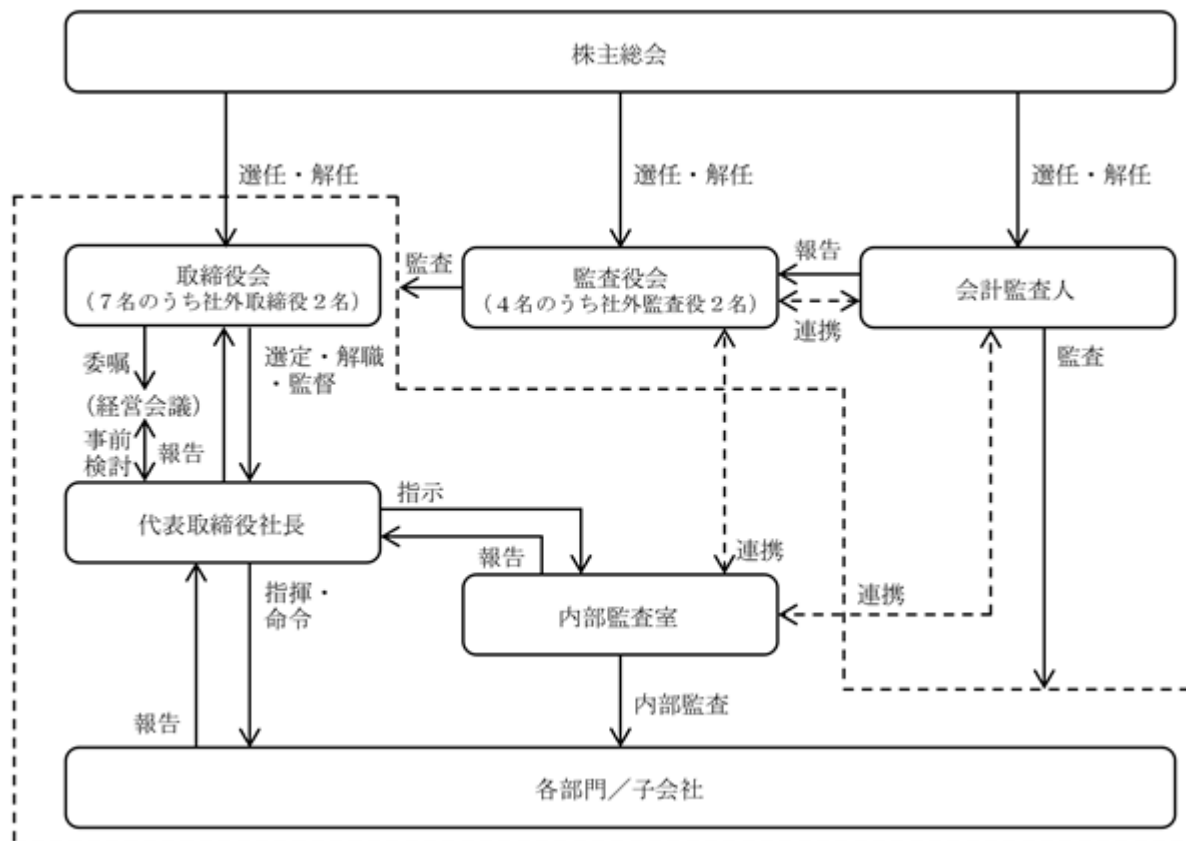 株主総会
選任・解任
選任・解任
選任・解任
取締役会
（７名のうち社外取締役２名）
監査
監査役会
（４名のうち社外監査役２名）
報告
連携
会計監査人
委嘱
選定・解職
・監督
監査
(経営会議)
事前
検討
報告
代表取締役社長
指示
報告
連携
指揮・
命令
内部監査室
連携
報告
内部監査
各部門／子会社